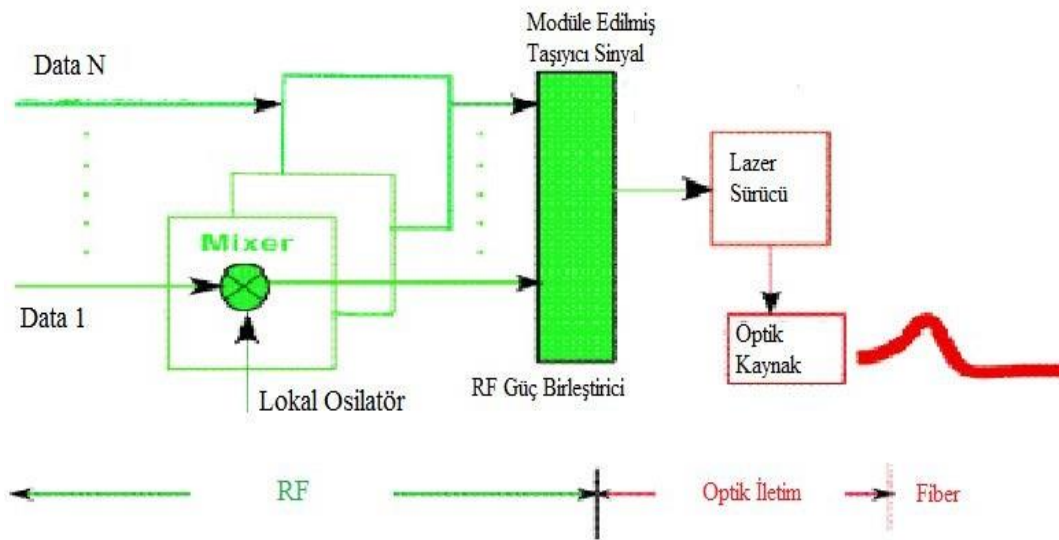 Modüle Edilmiş
Taşıyıcı Sinyal
Data N
Lazer
Sürücü
Mixer
Data 1
Öptik
Kaynak
RF Güç Birleştirici
Lokal Osilatör
RF
Optik İletim
Fiber